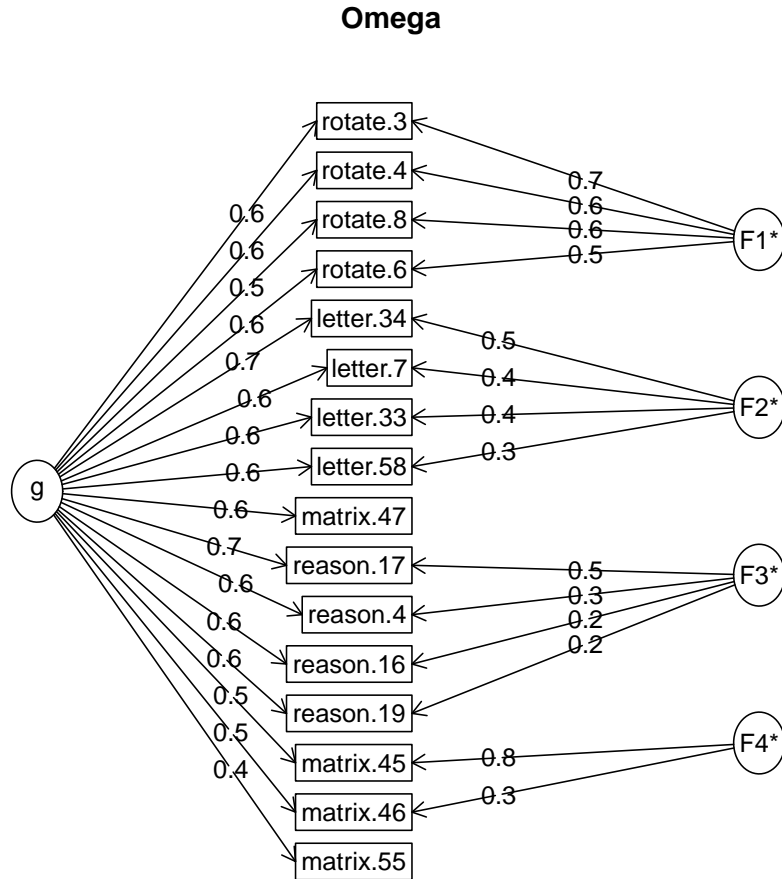 Omega
rotate.3
rotate.4
rotate.8
rotate.6
letter.34
letter.7
letter.33
letter.58
matrix.47
reason.17
reason.4
reason.16
reason.19
matrix.45
matrix.46
matrix.55
g
0.6
0.6
0.5
0.6
0.7
0.6
0.6
0.6
0.6
0.7
0.6
0.6
0.6
0.5
0.5
0.4
F1*
0.7
0.6
0.6
0.5
F2*
0.5
0.4
0.4
0.3
F3*
0.5
0.3
0.2
0.2
F4*
0.8
0.3